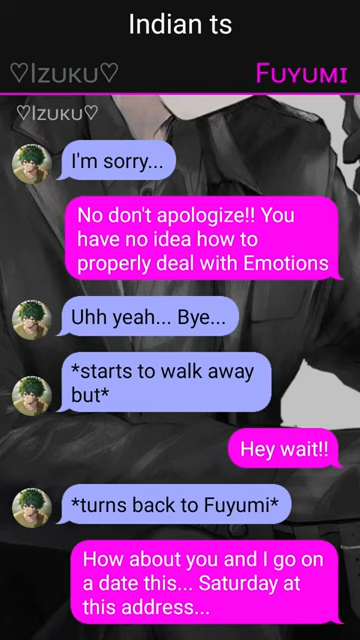 Indian ts
♡Izuku♡ Fuyumi
♡Izuku♡
I'm sorry...
No don't apologize!! You
have no idea how to
properly deal with Emotions
Uhh yeah... Bye...
*starts to walk away
but*
Hey wait!!
*turns back to Fuyumi*
How about you and I go on
a date this... Saturday at
this address...